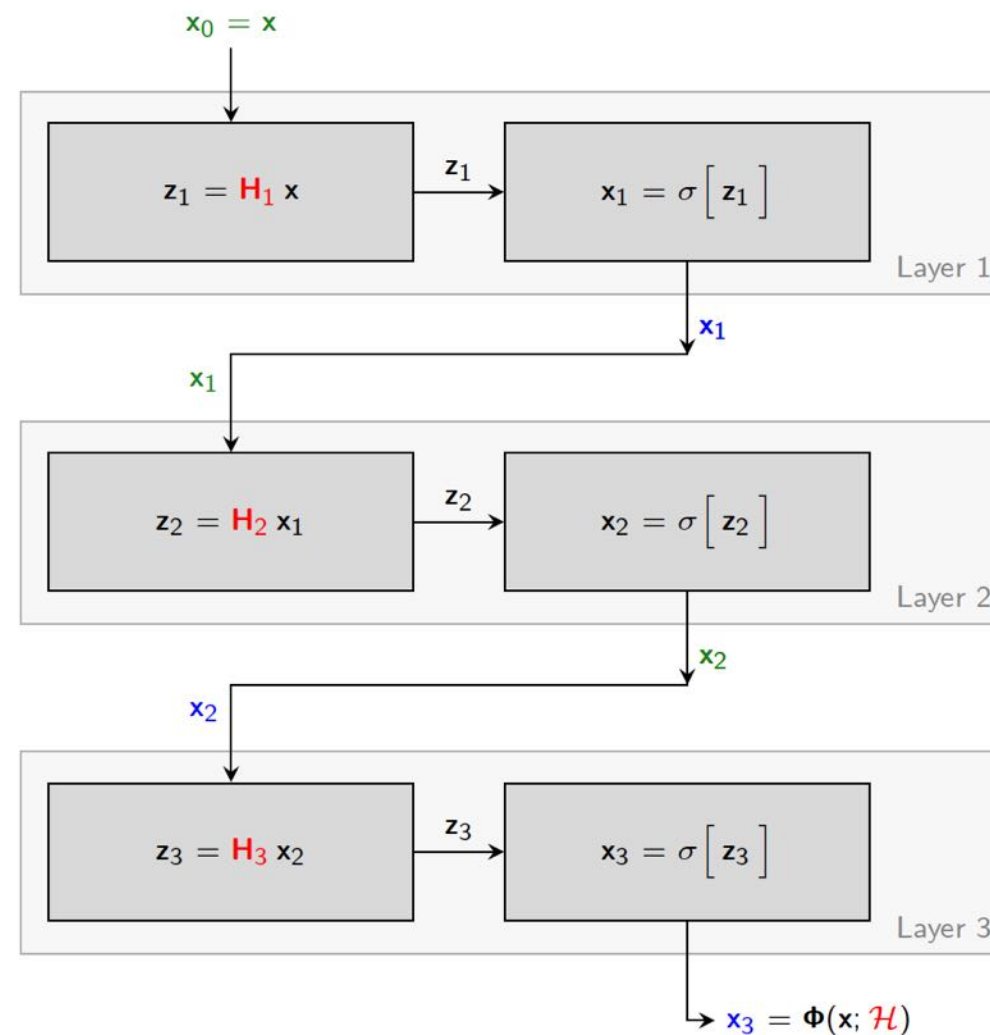 x₀ = x
z₁ = H₁ x
z₁
x₁ = σ [ z₁ ]
Layer 1
x₁
x₁
z₂ = H₂ x₁
z₂
x₂ = σ [ z₂ ]
Layer 2
x₂
x₂
z₃ = H₃ x₂
z₃
x₃ = σ [ z₃ ]
Layer 3
x₃ = Φ(x; ℋ)